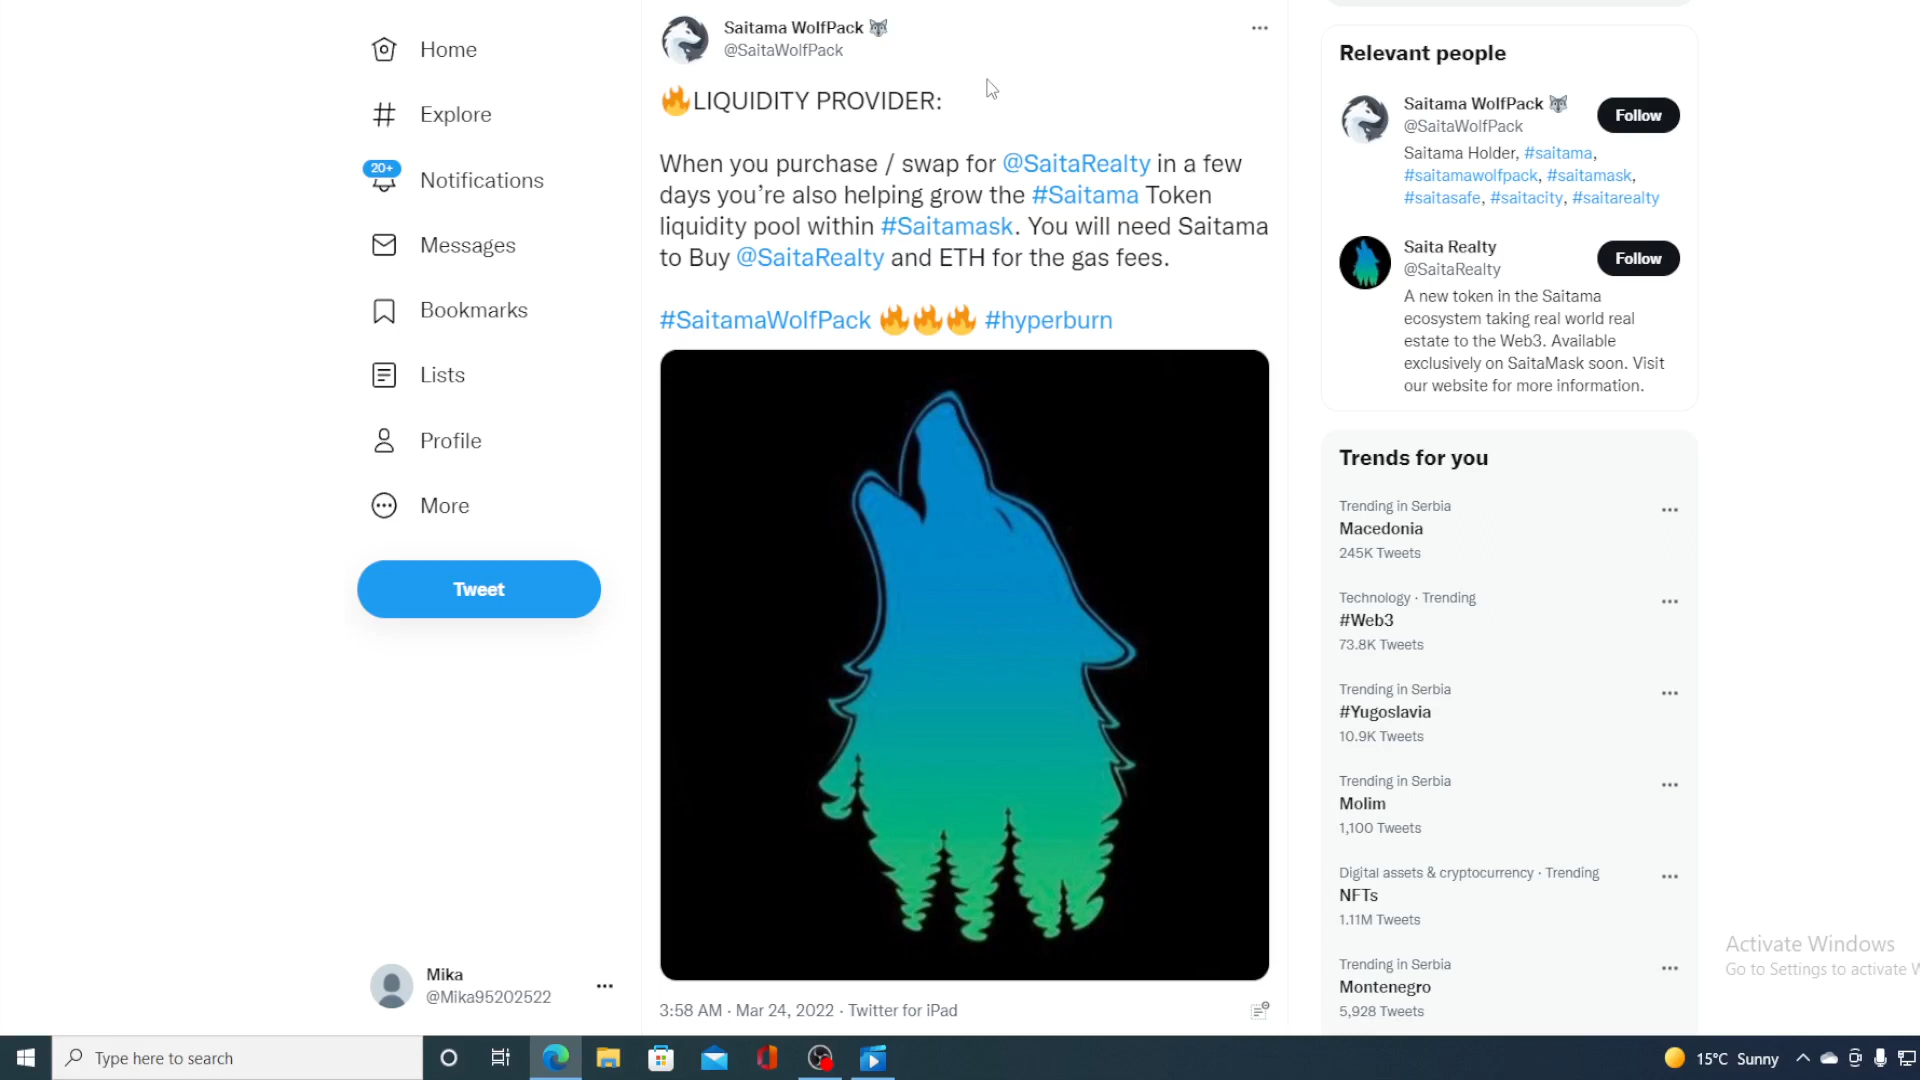 Home
Explore
20+
Notifications
Messages
Bookmarks
Lists
Profile
More
Tweet
Mika
@Mika95202522
Saitama WolfPack 🐺
@SaitaWolfPack
🔥LIQUIDITY PROVIDER:
When you purchase / swap for @SaitaRealty in a few
days you’re also helping grow the #Saitama Token
liquidity pool within #Saitamask. You will need Saitama
to Buy @SaitaRealty and ETH for the gas fees.
#SaitamaWolfPack 🔥🔥🔥 #hyperburn
3:58 AM · Mar 24, 2022 · Twitter for iPad
Relevant people
Saitama WolfPack 🐺
@SaitaWolfPack
Follow
Saitama Holder, #saitama,
#saitamawolfpack, #saitamask,
#saitasafe, #saitacity, #saitarealty
Saita Realty
@SaitaRealty
Follow
A new token in the Saitama
ecosystem taking real world real
estate to the Web3. Available
exclusively on SaitaMask soon. Visit
our website for more information.
Trends for you
Trending in Serbia
Macedonia
245K Tweets
Technology · Trending
#Web3
73.8K Tweets
Trending in Serbia
#Yugoslavia
10.9K Tweets
Trending in Serbia
Molim
1,100 Tweets
Digital assets & cryptocurrency · Trending
NFTs
1.11M Tweets
Trending in Serbia
Montenegro
5,928 Tweets
Activate Windows
Go to Settings to activate W
Type here to search
15°C Sunny